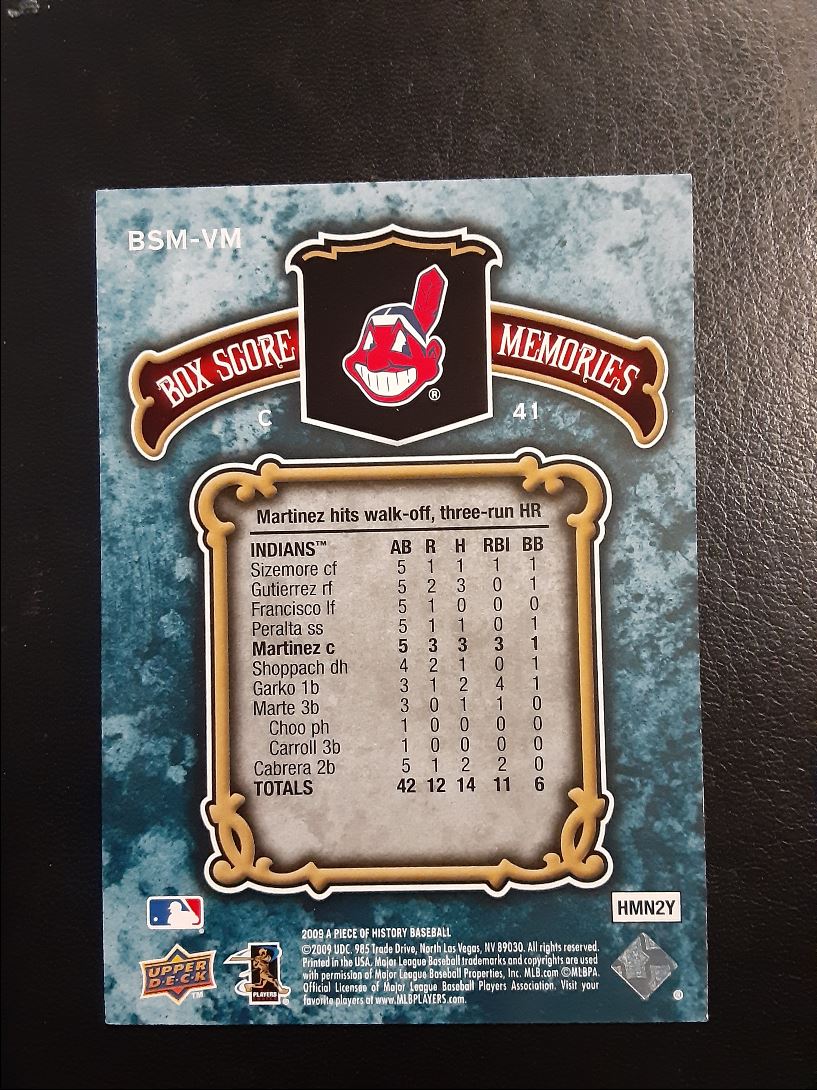 BSM-VM
BOX SCORE MEMORIES
®
C 41
Martinez hits walk-off, three-run HR
INDIANS™ AB R H RBI BB
Sizemore cf 5 1 1 1 1
Gutierrez rf 5 2 3 0 1
Francisco lf 5 1 0 0 0
Peralta ss 5 1 1 0 1
Martinez c 5 3 3 3 1
Shoppach dh 4 2 1 0 1
Garko 1b 3 1 2 4 1
Marte 3b 3 0 1 1 0
Choo ph 1 0 0 0 0
Carroll 3b 1 0 0 0 0
Cabrera 2b 5 1 2 2 0
TOTALS 42 12 14 11 6
HMN2Y
2009 A PIECE OF HISTORY BASEBALL
©2009 UDC. 985 Trade Drive, North Las Vegas, NV 89030. All rights reserved.
Printed in the USA. Major League Baseball trademarks and copyrights are used
with permission of Major League Baseball Properties, Inc. MLB.com ©MLBPA.
Official Licensee of Major League Baseball Players Association. Visit your
favorite players at www.MLBPLAYERS.com.
UPPER
DECK
™
PLAYERS
®